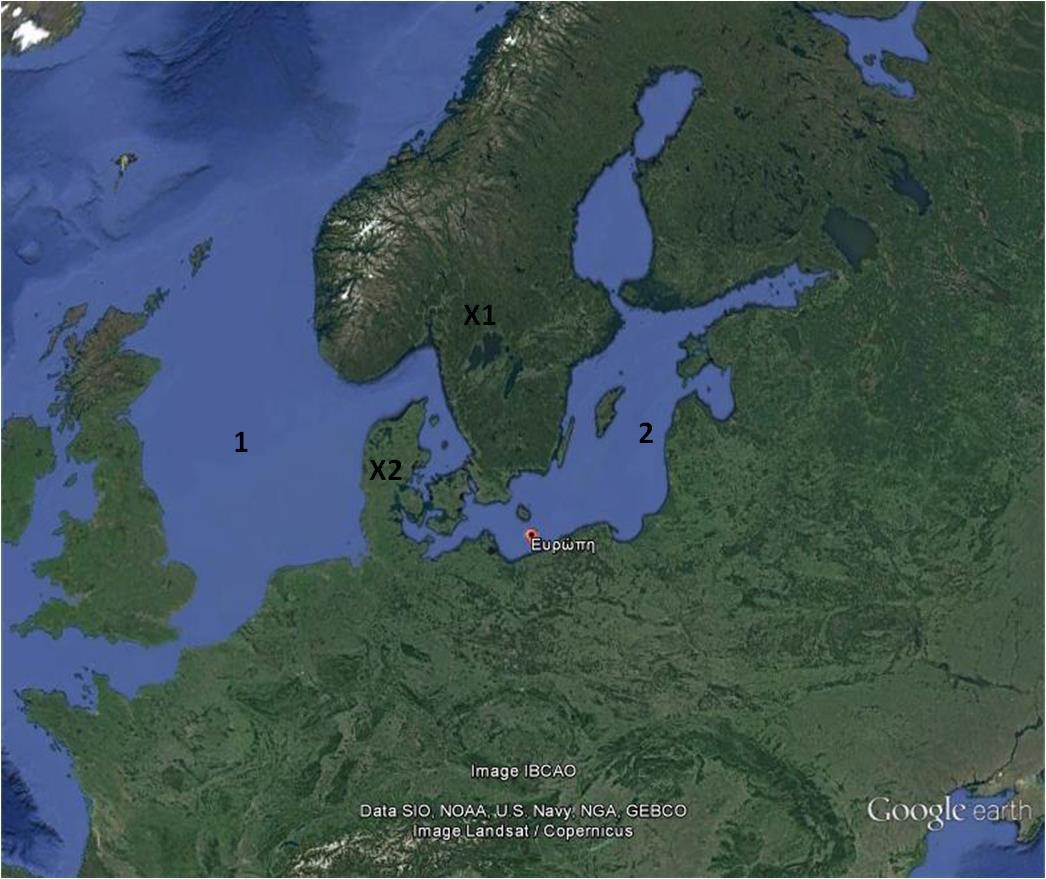 X1
1
2
X2
Ευρώπη
Image IBCAO
Data SIO, NOAA, U.S. Navy, NGA, GEBCO
Image Landsat / Copernicus
Google earth